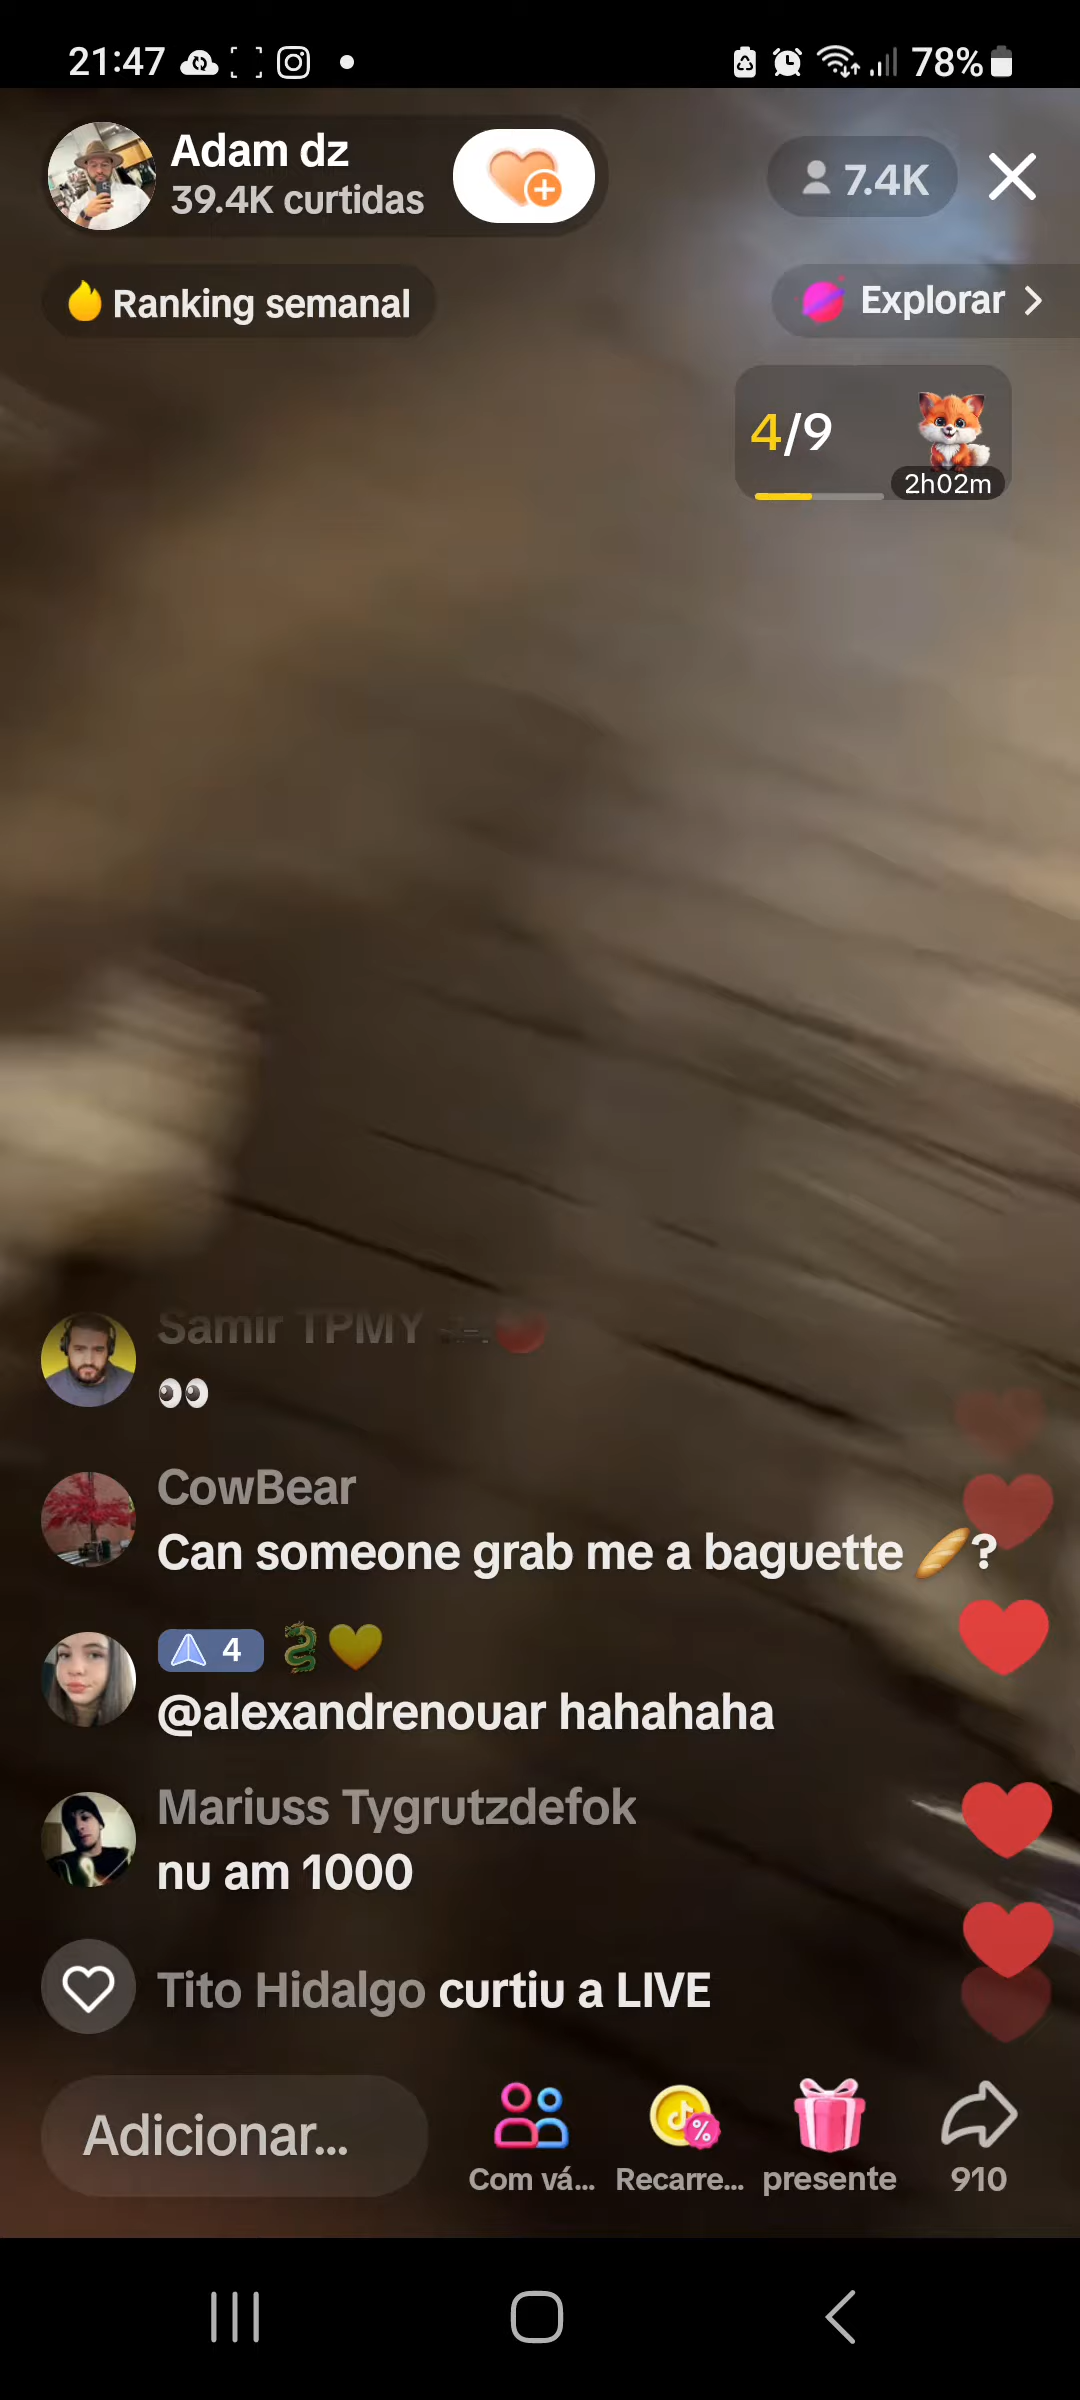 21:47
78%
Adam dz
39.4K curtidas
7.4K
Ranking semanal
Explorar
4/9
2h02m
Samir TPMY
CowBear
Can someone grab me a baguette 🥖?
4 🐉💛
@alexandrenouar hahahaha
Mariuss Tygrutzdefok
nu am 1000
Tito Hidalgo curtiu a LIVE
Adicionar...
Com vá...
Recarre...
presente
910